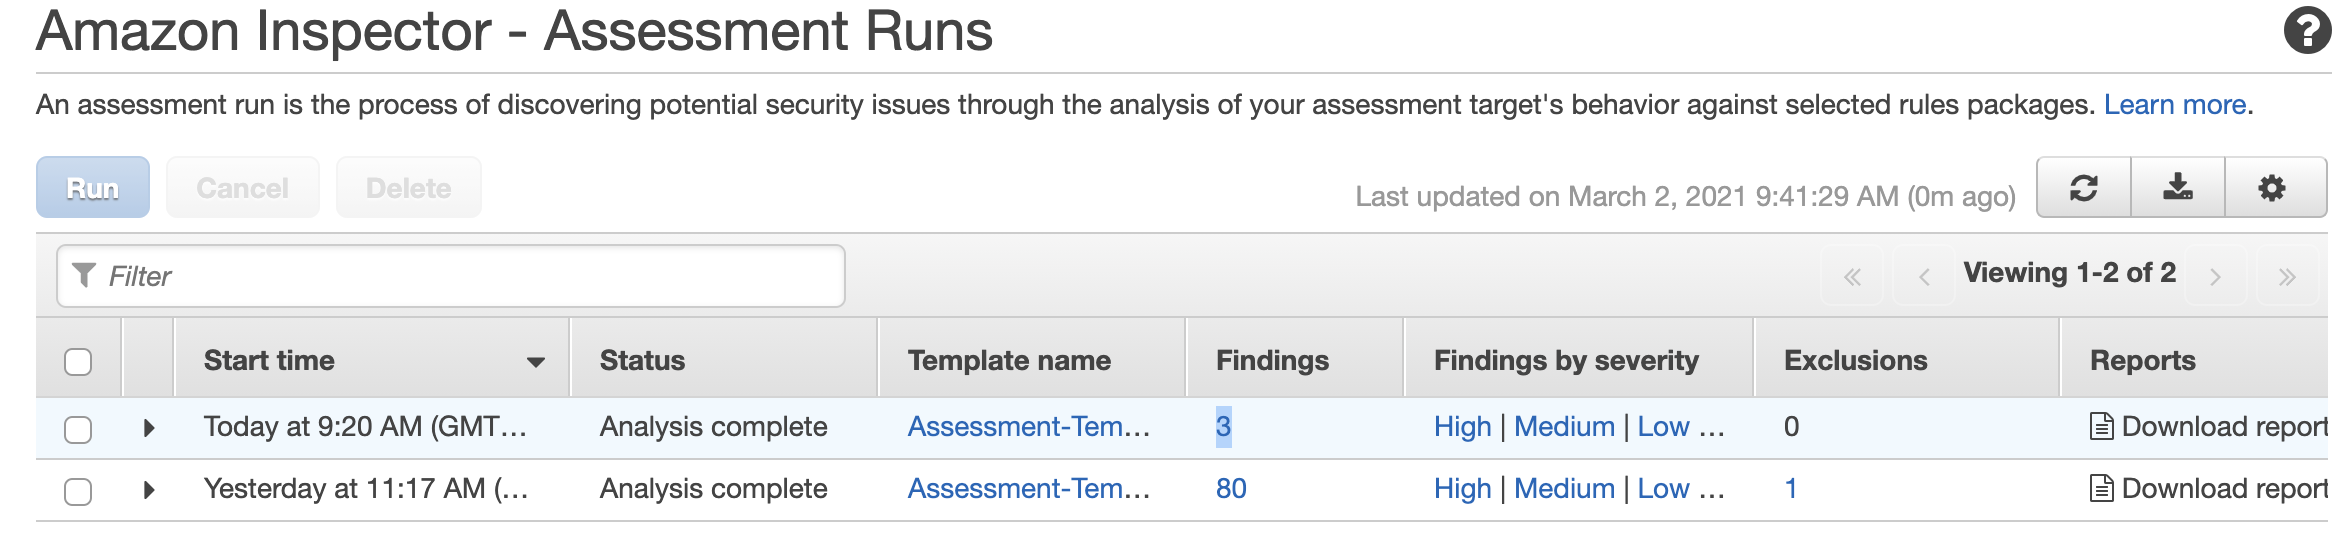 Amazon Inspector - Assessment Runs
An assessment run is the process of discovering potential security issues through the analysis of your assessment target's behavior against selected rules packages. Learn more.
Run Cancel Delete Last updated on March 2, 2021 9:41:29 AM (0m ago)
Filter « ‹ Viewing 1-2 of 2 › »
Start time Status Template name Findings Findings by severity Exclusions Reports
Today at 9:20 AM (GMT... Analysis complete Assessment-Tem... 3 High | Medium | Low ... 0 Download report
Yesterday at 11:17 AM (... Analysis complete Assessment-Tem... 80 High | Medium | Low ... 1 Download report